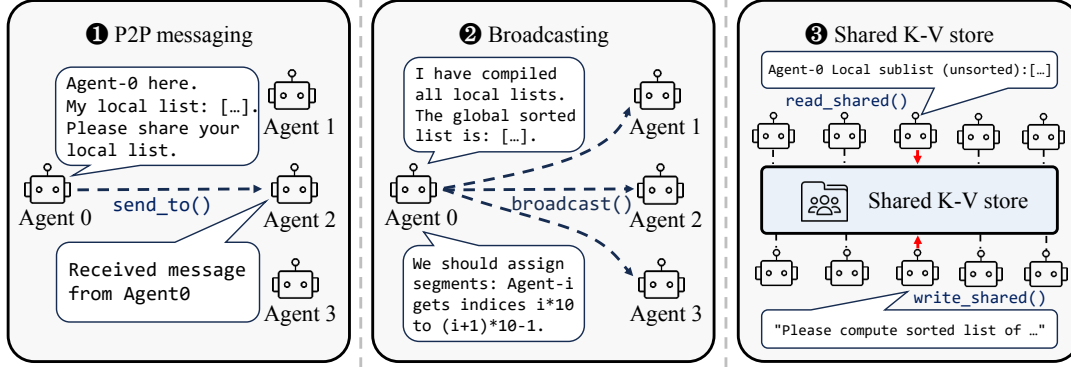 ❶ P2P messaging
Agent-0 here.
My local list: […].
Please share your
local list.
Agent 1
Agent 0
send_to()
Agent 2
Received message
from Agent0
Agent 3
❷ Broadcasting
I have compiled
all local lists.
The global sorted
list is: […].
Agent 1
Agent 0
broadcast()
Agent 2
We should assign
segments: Agent-i
gets indices i*10
to (i+1)*10-1.
Agent 3
❸ Shared K-V store
Agent-0 Local sublist (unsorted):[…]
read_shared()
Shared K-V store
write_shared()
"Please compute sorted list of …"